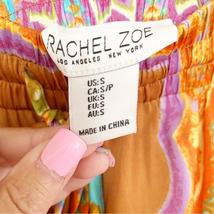 RACHEL ZOE
LOS ANGELES NEW YORK
US:S
CA:S/P
UK:S
EU:S
AU:S
MADE IN CHINA